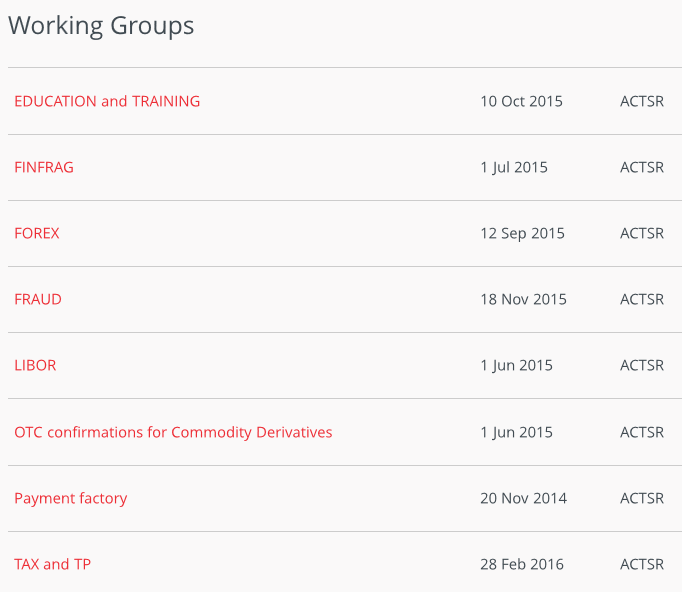 Working Groups
EDUCATION and TRAINING 10 Oct 2015 ACTSR
FINFRAG 1 Jul 2015 ACTSR
FOREX 12 Sep 2015 ACTSR
FRAUD 18 Nov 2015 ACTSR
LIBOR 1 Jun 2015 ACTSR
OTC confirmations for Commodity Derivatives 1 Jun 2015 ACTSR
Payment factory 20 Nov 2014 ACTSR
TAX and TP 28 Feb 2016 ACTSR